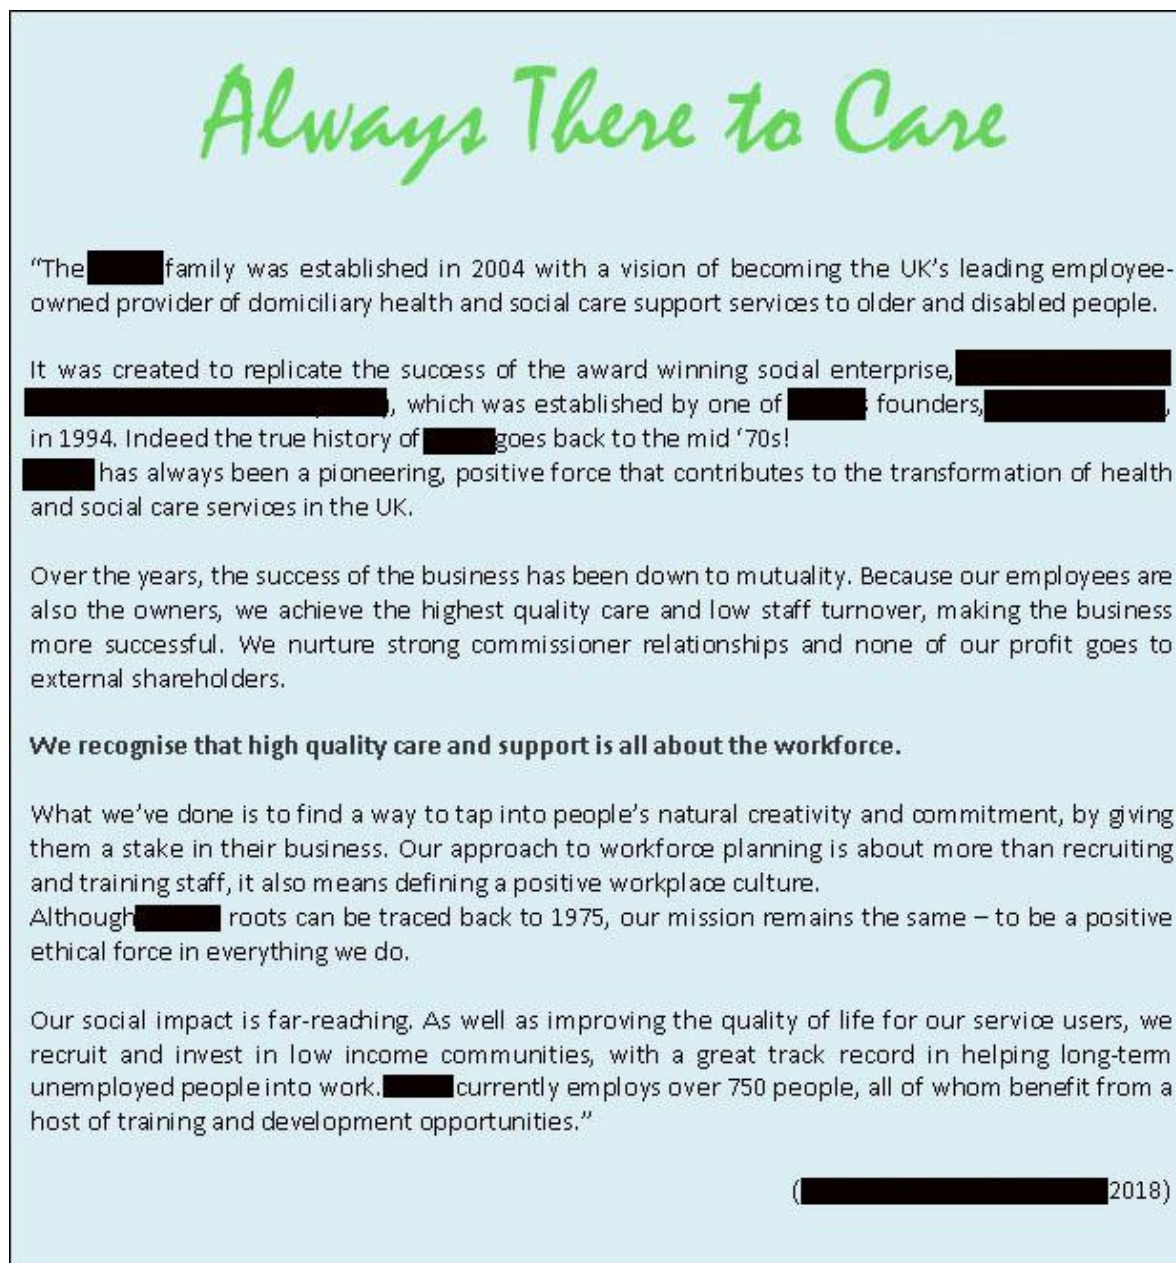 Always There to Care
“The family was established in 2004 with a vision of becoming the UK’s leading employee-
owned provider of domiciliary health and social care support services to older and disabled people.
It was created to replicate the success of the award winning social enterprise,
, which was established by one of founders, ,
in 1994. Indeed the true history of goes back to the mid ‘70s!
has always been a pioneering, positive force that contributes to the transformation of health
and social care services in the UK.
Over the years, the success of the business has been down to mutuality. Because our employees are
also the owners, we achieve the highest quality care and low staff turnover, making the business
more successful. We nurture strong commissioner relationships and none of our profit goes to
external shareholders.
We recognise that high quality care and support is all about the workforce.
What we’ve done is to find a way to tap into people’s natural creativity and commitment, by giving
them a stake in their business. Our approach to workforce planning is about more than recruiting
and training staff, it also means defining a positive workplace culture.
Although roots can be traced back to 1975, our mission remains the same – to be a positive
ethical force in everything we do.
Our social impact is far-reaching. As well as improving the quality of life for our service users, we
recruit and invest in low income communities, with a great track record in helping long-term
unemployed people into work. currently employs over 750 people, all of whom benefit from a
host of training and development opportunities.”
( 2018)